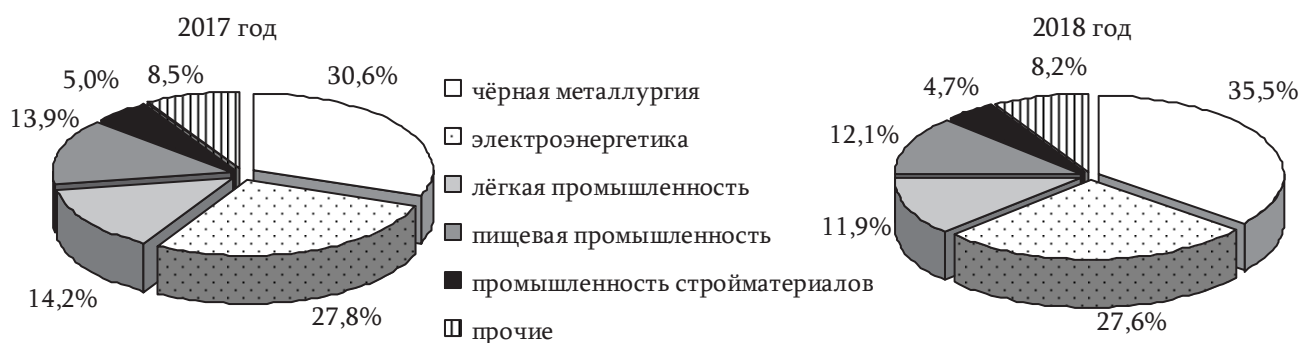 2017 год
30,6%
27,8%
14,2%
13,9%
5,0%
8,5%
чёрная металлургия
электроэнергетика
лёгкая промышленность
пищевая промышленность
промышленность стройматериалов
прочие
2018 год
35,5%
27,6%
11,9%
12,1%
4,7%
8,2%